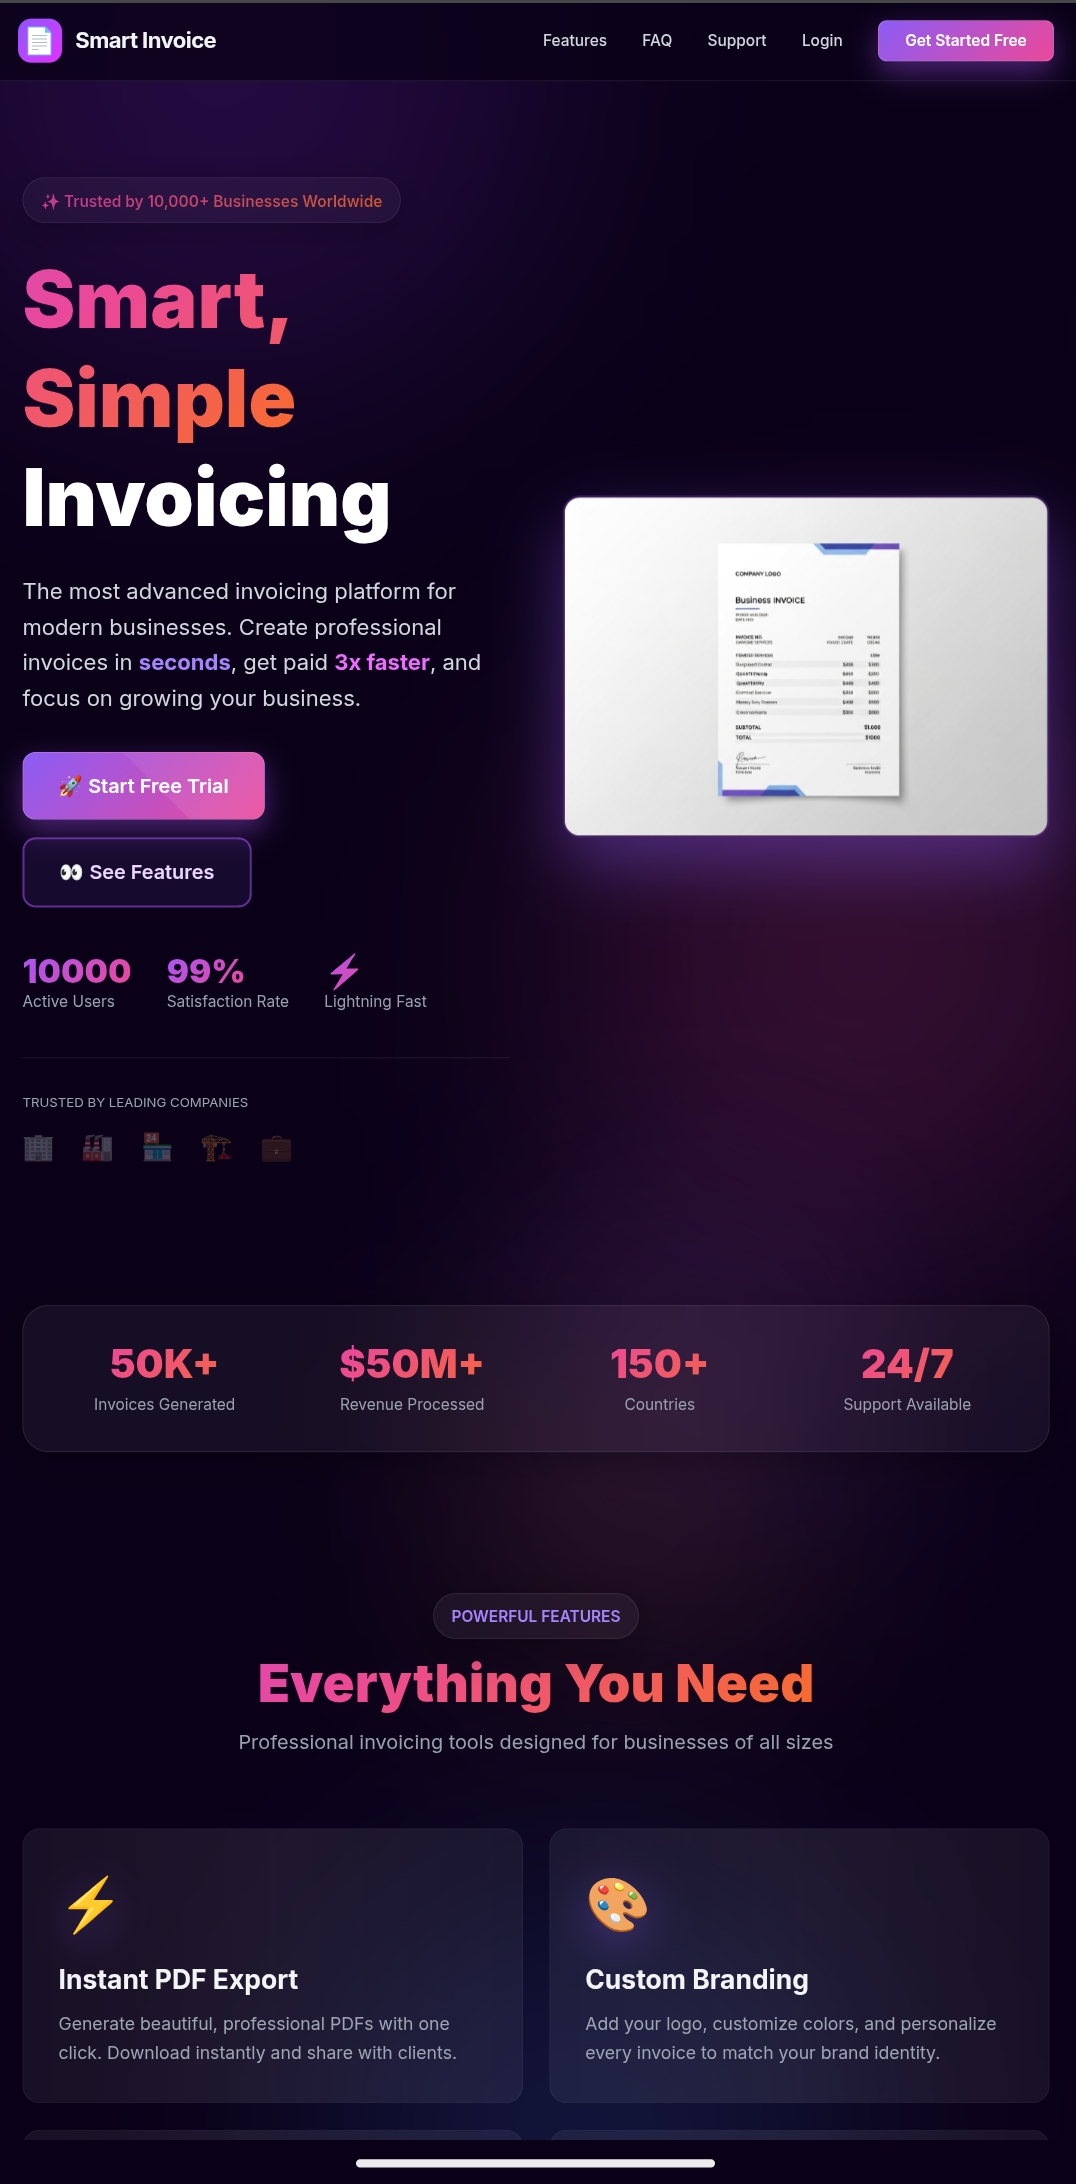 Smart Invoice
Features
FAQ
Support
Login
Get Started Free
✨ Trusted by 10,000+ Businesses Worldwide
Smart,
Simple
Invoicing
The most advanced invoicing platform for
modern businesses. Create professional
invoices in seconds, get paid 3x faster, and
focus on growing your business.
🚀 Start Free Trial
👀 See Features
10000
Active Users
99%
Satisfaction Rate
⚡
Lightning Fast
COMPANY LOGO
Business INVOICE
INVOICE NO.
SUBTOTAL $1.000
TOTAL $1000
TRUSTED BY LEADING COMPANIES
24
50K+
Invoices Generated
$50M+
Revenue Processed
150+
Countries
24/7
Support Available
POWERFUL FEATURES
Everything You Need
Professional invoicing tools designed for businesses of all sizes
Instant PDF Export
Generate beautiful, professional PDFs with one
click. Download instantly and share with clients.
Custom Branding
Add your logo, customize colors, and personalize
every invoice to match your brand identity.